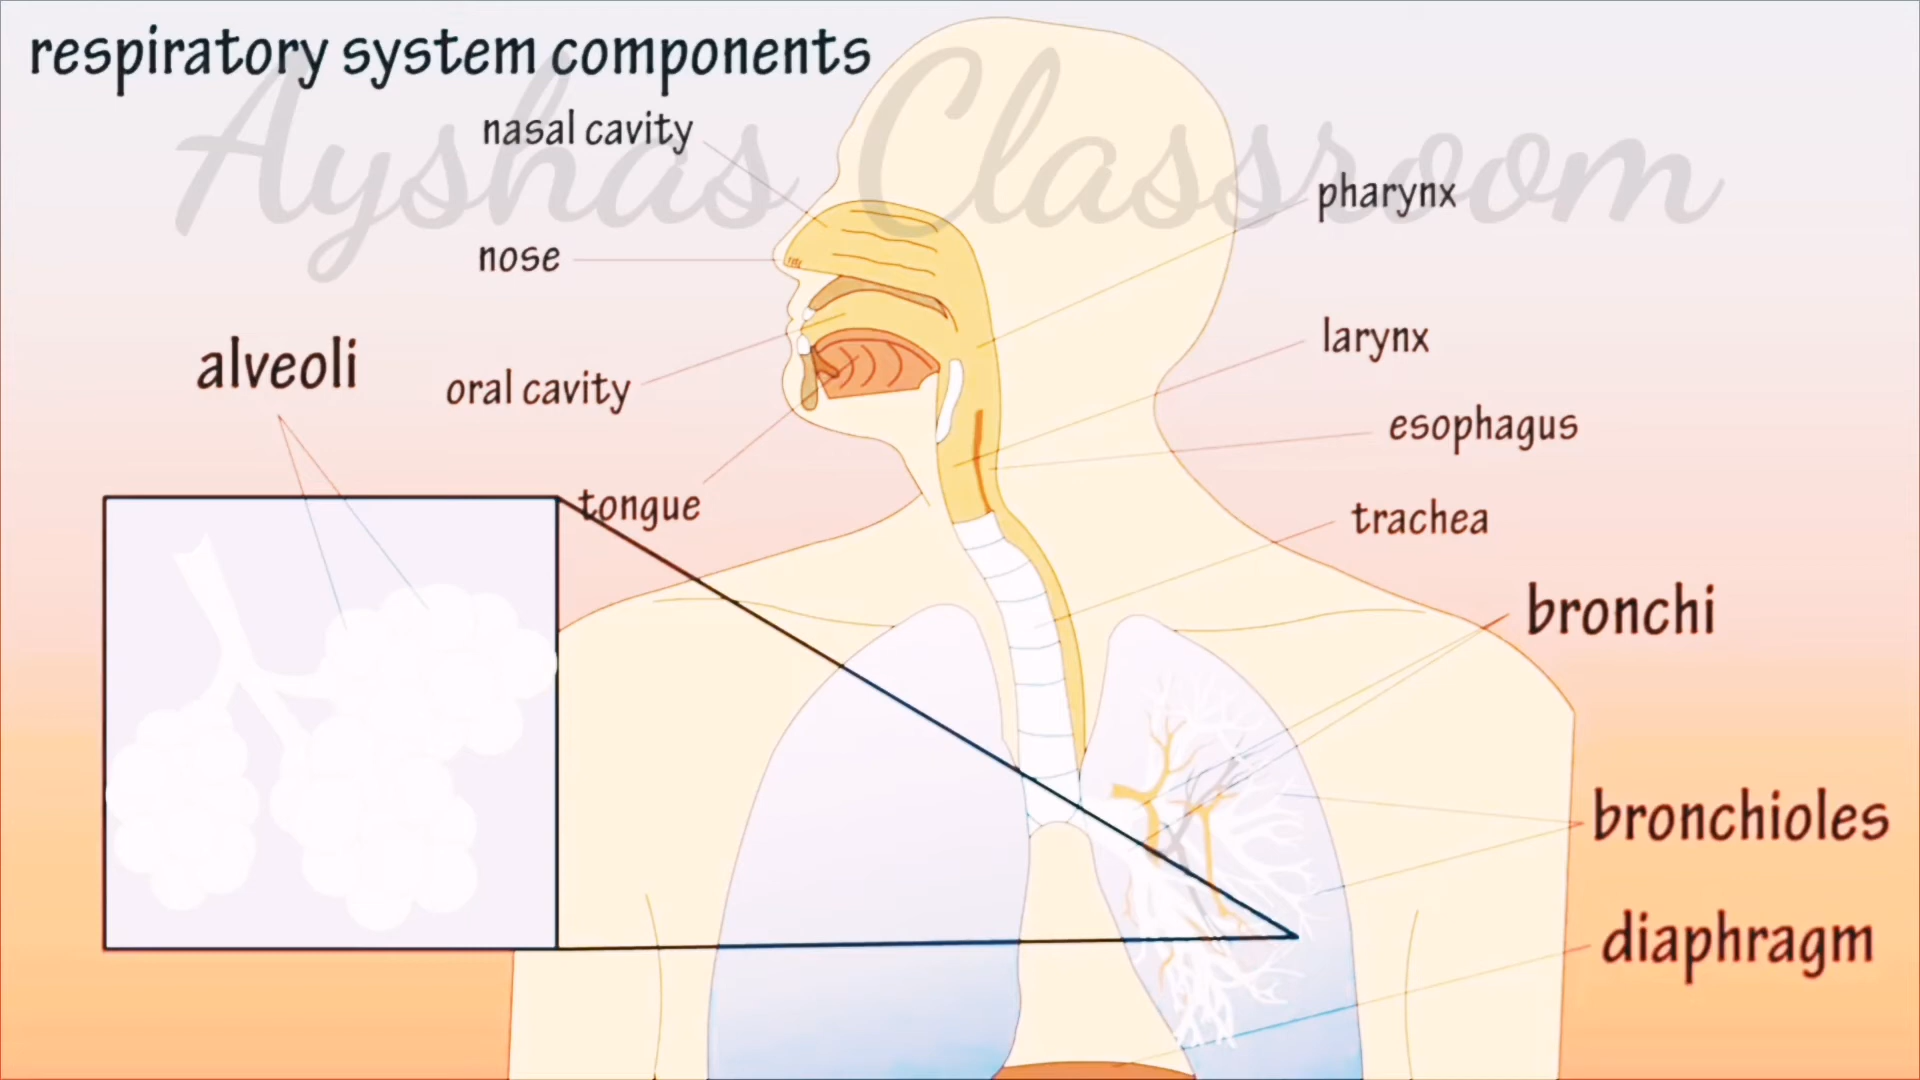 respiratory system components
Ayshas Classroom
nasal cavity
pharynx
nose
larynx
alveoli
oral cavity
esophagus
tongue
trachea
bronchi
bronchioles
diaphragm